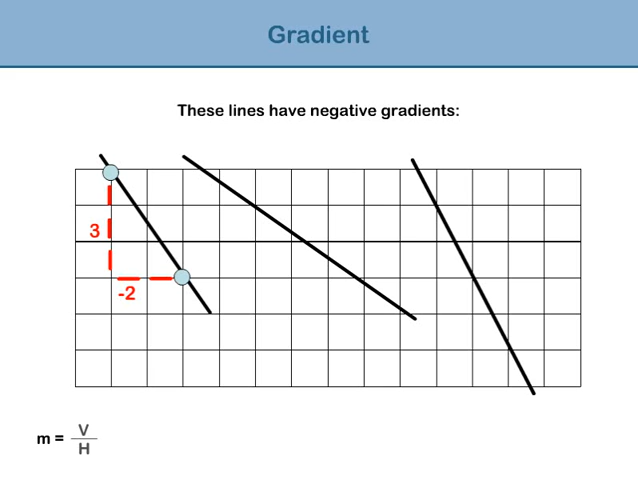 Gradient
These lines have negative gradients:
3
-2
m = V
H